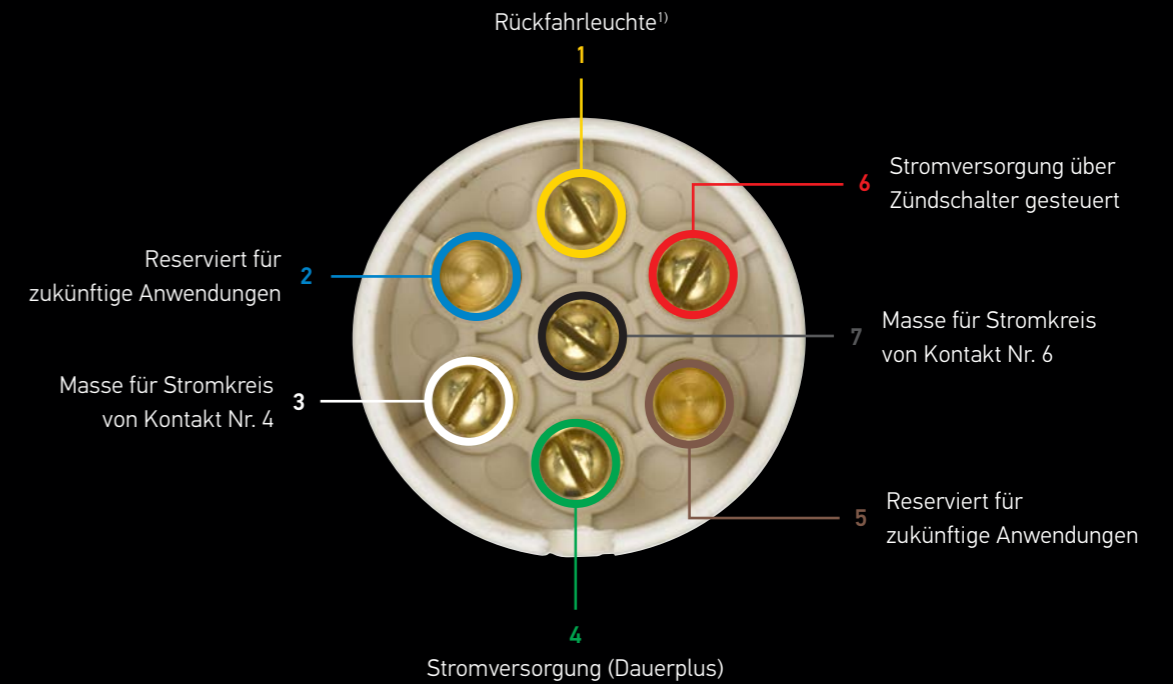 Rückfahrleuchte¹⁾
1
6
Stromversorgung über
Zündschalter gesteuert
Reserviert für
zukünftige Anwendungen
2
7
Masse für Stromkreis
von Kontakt Nr. 6
Masse für Stromkreis
von Kontakt Nr. 4
3
5
Reserviert für
zukünftige Anwendungen
4
Stromversorgung (Dauerplus)